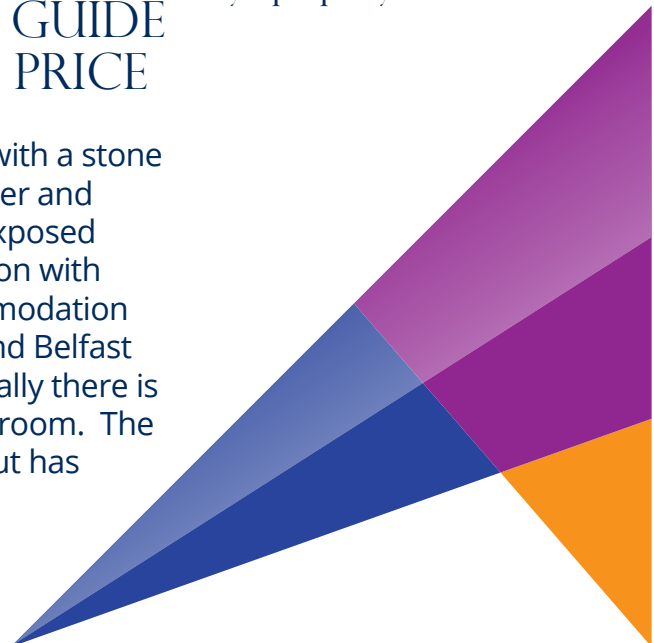 GUIDE
PRICE
with a stone
er and
xposed
on with
modation
nd Belfast
ally there is
room. The
ut has